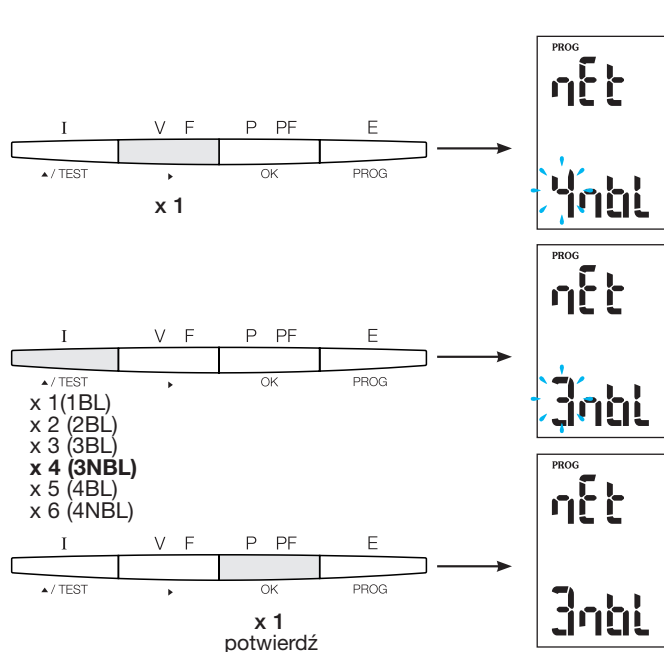 PROG
nEt
I V F P PF E
▲ / TEST ▸ OK PROG
x 1
4nbl
PROG
nEt
I V F P PF E
▲ / TEST ▸ OK PROG
3nbl
x 1(1BL)
x 2 (2BL)
x 3 (3BL)
x 4 (3NBL)
x 5 (4BL)
x 6 (4NBL)
PROG
nEt
I V F P PF E
▲ / TEST ▸ OK PROG
3nbl
x 1
potwierdź